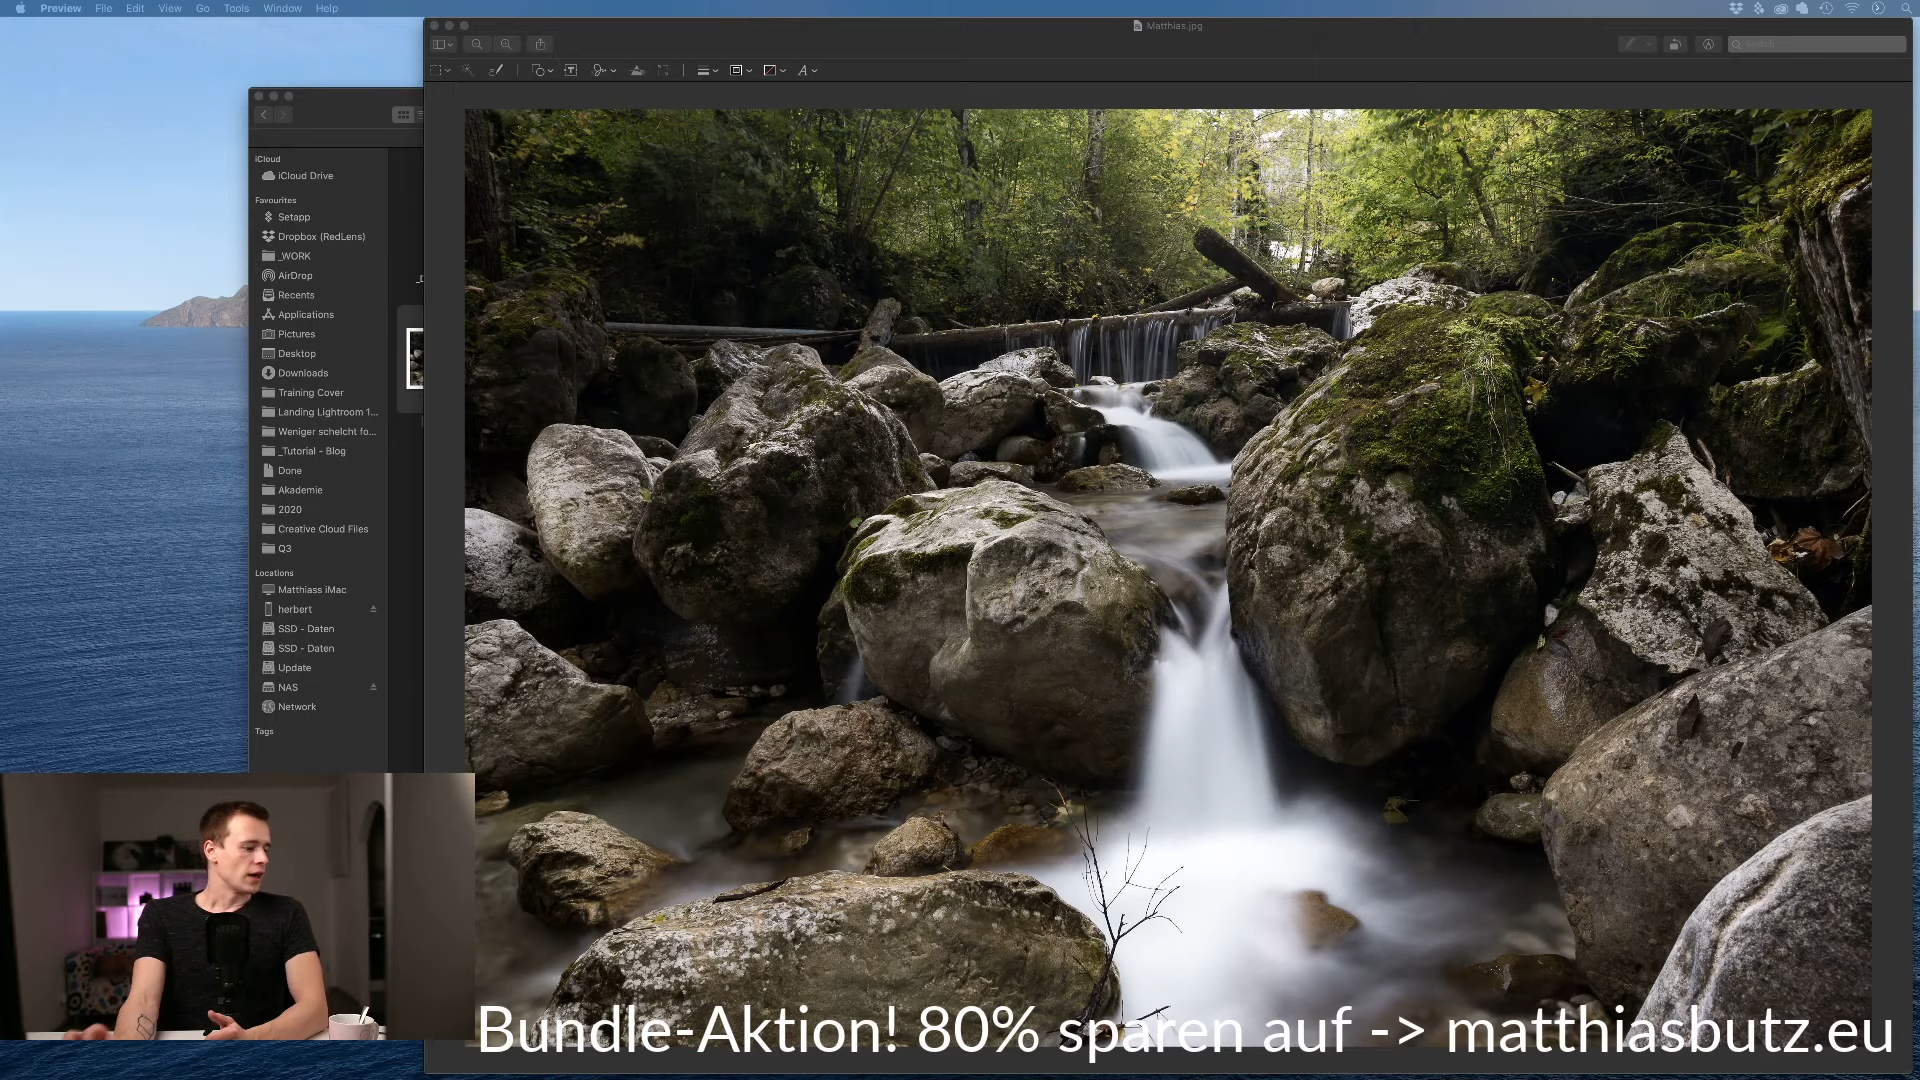 Preview File Edit View Go Tools Window Help
Matthias.jpg
Search
iCloud
iCloud Drive
Favourites
Setapp
Dropbox (RedLens)
_WORK
AirDrop
Recents
Applications
Pictures
Desktop
Downloads
Training Cover
Landing Lightroom 1...
Weniger schelcht fo...
_Tutorial - Blog
Done
Akademie
2020
Creative Cloud Files
Q3
Locations
Matthiass iMac
herbert
SSD - Daten
SSD - Daten
Update
NAS
Network
Tags
Bundle-Aktion! 80% sparen auf -> matthiasbutz.eu